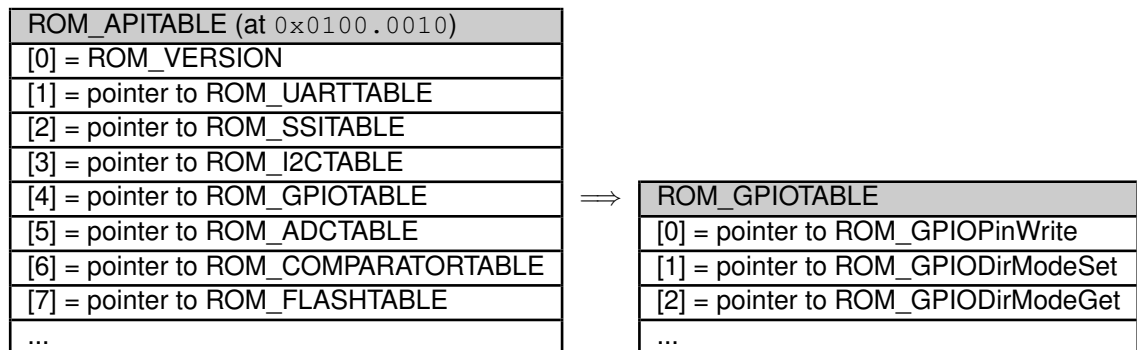 ROM_APITABLE (at 0x0100.0010)
[0] = ROM_VERSION
[1] = pointer to ROM_UARTTABLE
[2] = pointer to ROM_SSITABLE
[3] = pointer to ROM_I2CTABLE
[4] = pointer to ROM_GPIOTABLE
[5] = pointer to ROM_ADCTABLE
[6] = pointer to ROM_COMPARATORTABLE
[7] = pointer to ROM_FLASHTABLE
...
⟹
ROM_GPIOTABLE
[0] = pointer to ROM_GPIOPinWrite
[1] = pointer to ROM_GPIODirModeSet
[2] = pointer to ROM_GPIODirModeGet
...